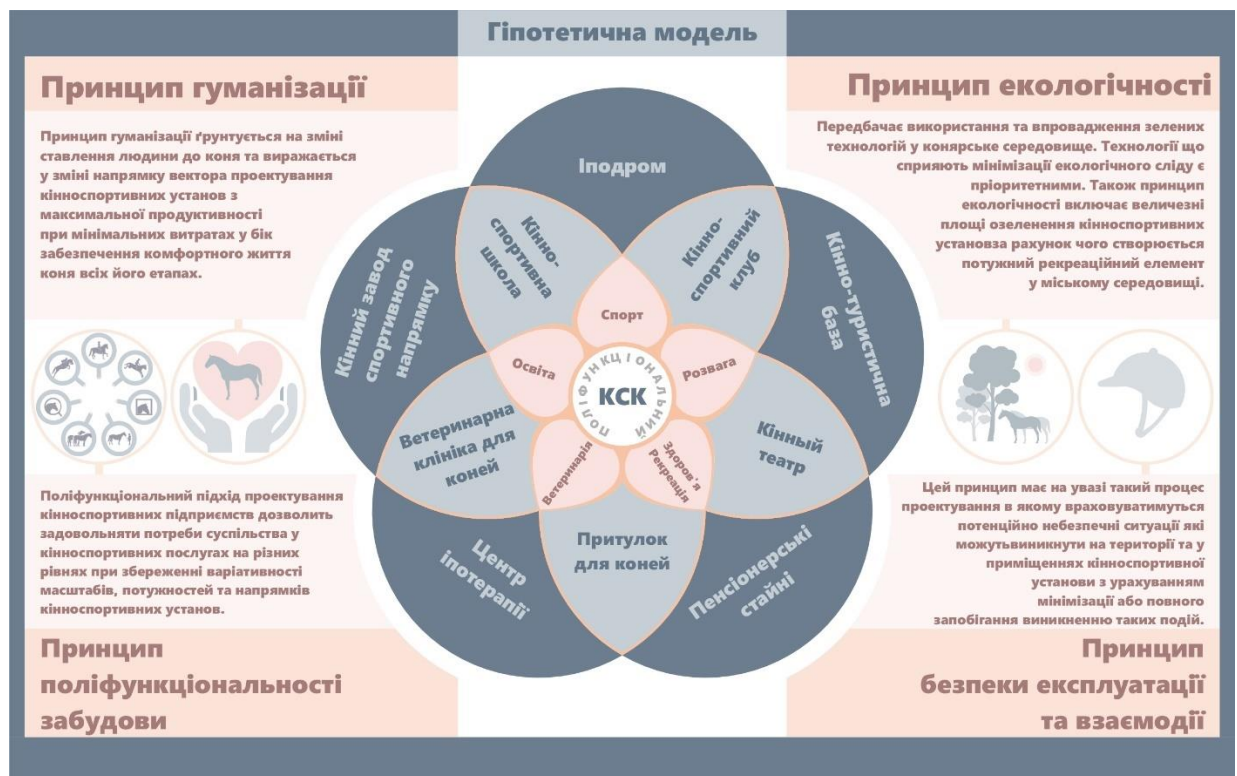 Гіпотетична модель
Принцип гуманізації
Принцип гуманізації ґрунтується на зміні
ставлення людини до коня та виражається
у зміні напрямку вектора проектування
кінноспортивних установ з
максимальної продуктивності
при мінімальних витратах у бік
забезпечення комфортного життя
коня всіх його етапах.
Принцип екологічності
Передбачає використання та впровадження зелених
технологій у конярське середовище. Технології що
сприяють мінімізації екологічного сліду є
пріоритетними. Також принцип
екологічності включає величезні
площі озеленення кінноспортивних
установза рахунок чого створюється
потужний рекреаційний елемент
у міському середовищі.
Іподром
Кінно-
спортивна
школа
Кінно-
спортивний
клуб
Кінний завод
спортивного
напрямку
Кінно-туристична
база
Спорт
Освіта
Розвага
ПОЛІФУНКЦІОНАЛЬНИЙ
КСК
Ветеринарія
Здоров`я
Рекреація
Ветеринарна
клініка для
коней
Кінный
театр
Притулок
для коней
Центр
іпотерапії
Пенсіонерські
стайні
Поліфункціональний підхід проектування
кінноспортивних підприємств дозволить
задовольняти потреби суспільства у
кінноспортивних послугах на різних
рівнях при збереженні варіативності
масштабів, потужностей та напрямків
кінноспортивних установ.
Принцип
поліфункціональності
забудови
Цей принцип має на увазі такий процес
проектування в якому враховуватимуться
потенційно небезпечні ситуації які
можутьвиникнути на території та у
приміщеннях кінноспортивної
установи з урахуванням
мінімізації або повного
запобігання виникненню таких подій.
Принцип
безпеки експлуатації
та взаємодії